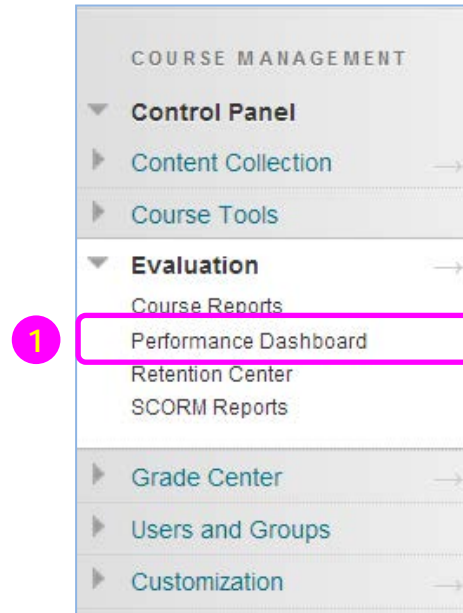 COURSE MANAGEMENT
Control Panel
Content Collection
Course Tools
Evaluation
Course Reports
1
Performance Dashboard
Retention Center
SCORM Reports
Grade Center
Users and Groups
Customization